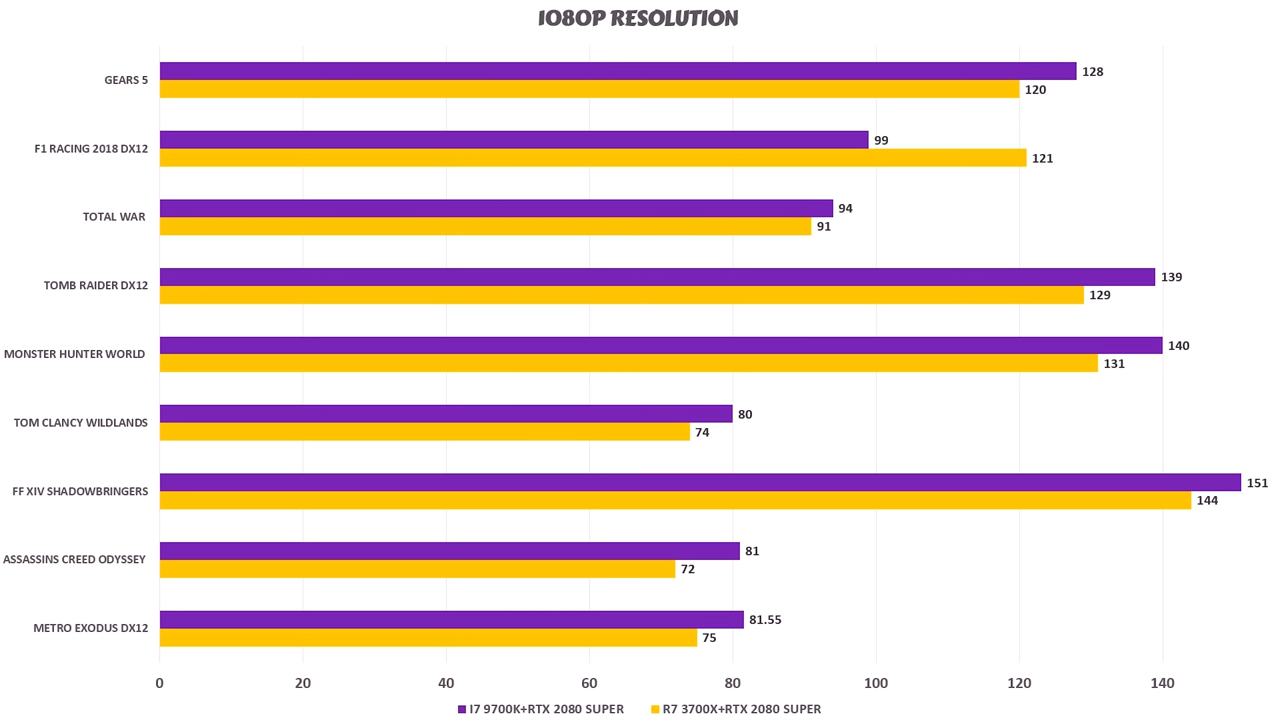 1080P RESOLUTION
GEARS 5
128
120
F1 RACING 2018 DX12
99
121
TOTAL WAR
94
91
TOMB RAIDER DX12
139
129
MONSTER HUNTER WORLD
140
131
TOM CLANCY WILDLANDS
80
74
FF XIV SHADOWBRINGERS
151
144
ASSASSINS CREED ODYSSEY
81
72
METRO EXODUS DX12
81.55
75
0 20 40 60 80 100 120 140
I7 9700K+RTX 2080 SUPER R7 3700X+RTX 2080 SUPER